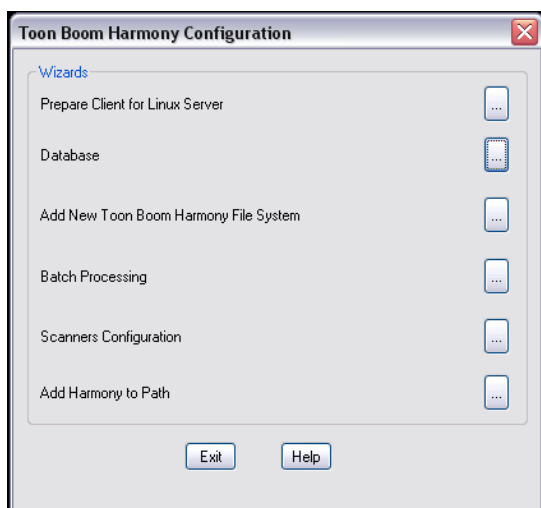 Toon Boom Harmony Configuration
Wizards
Prepare Client for Linux Server ...
Database ...
Add New Toon Boom Harmony File System ...
Batch Processing ...
Scanners Configuration ...
Add Harmony to Path ...
Exit Help